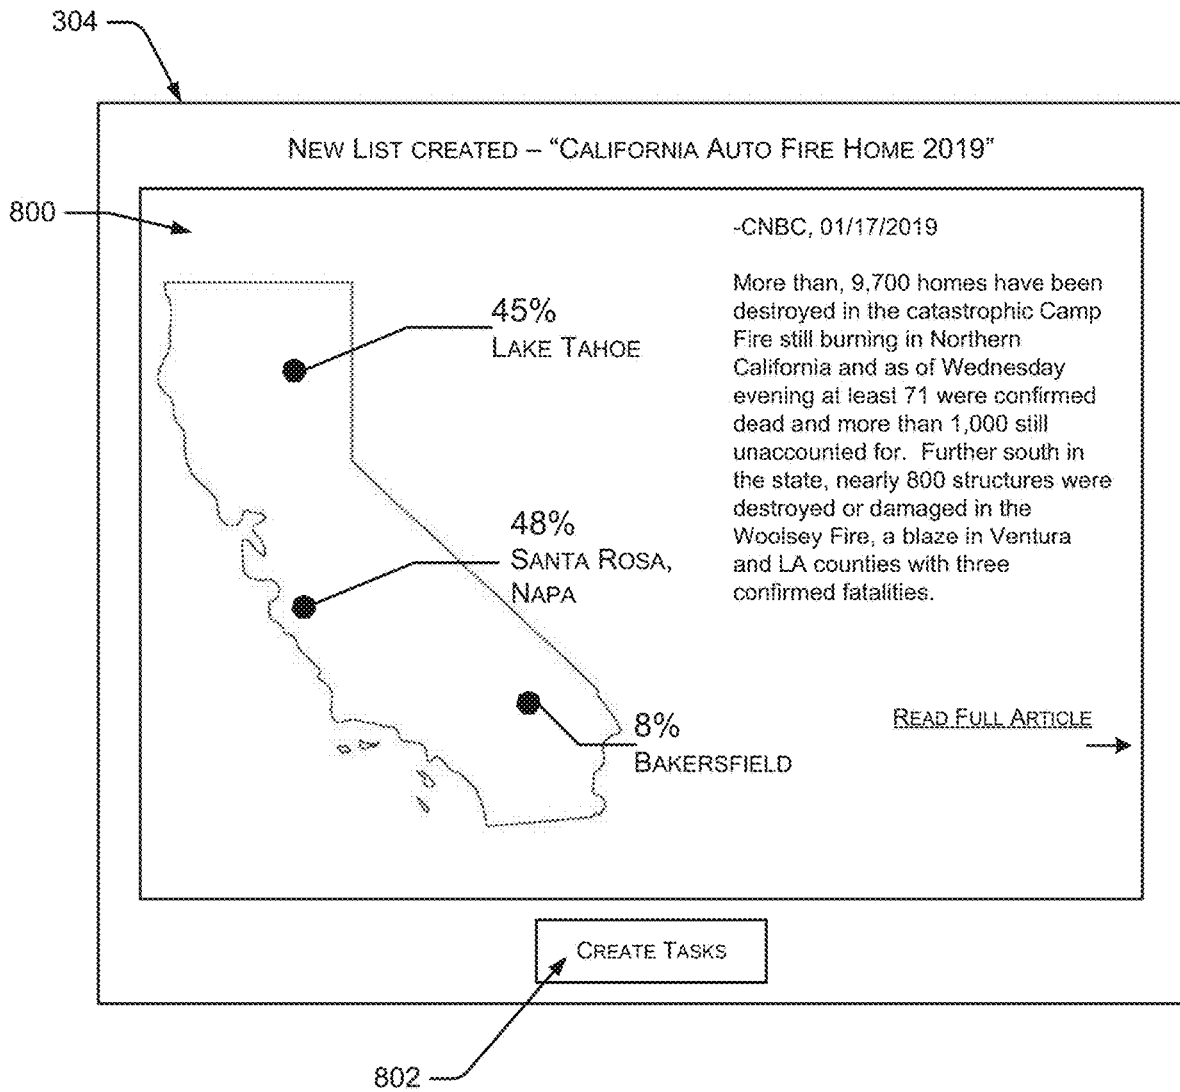 304
NEW LIST CREATED – “CALIFORNIA AUTO FIRE HOME 2019”
800
-CNBC, 01/17/2019
More than, 9,700 homes have been
destroyed in the catastrophic Camp
Fire still burning in Northern
California and as of Wednesday
evening at least 71 were confirmed
dead and more than 1,000 still
unaccounted for.  Further south in
the state, nearly 800 structures were
destroyed or damaged in the
Woolsey Fire, a blaze in Ventura
and LA counties with three
confirmed fatalities.
45%
LAKE TAHOE
48%
SANTA ROSA,
NAPA
8%
BAKERSFIELD
READ FULL ARTICLE
CREATE TASKS
802